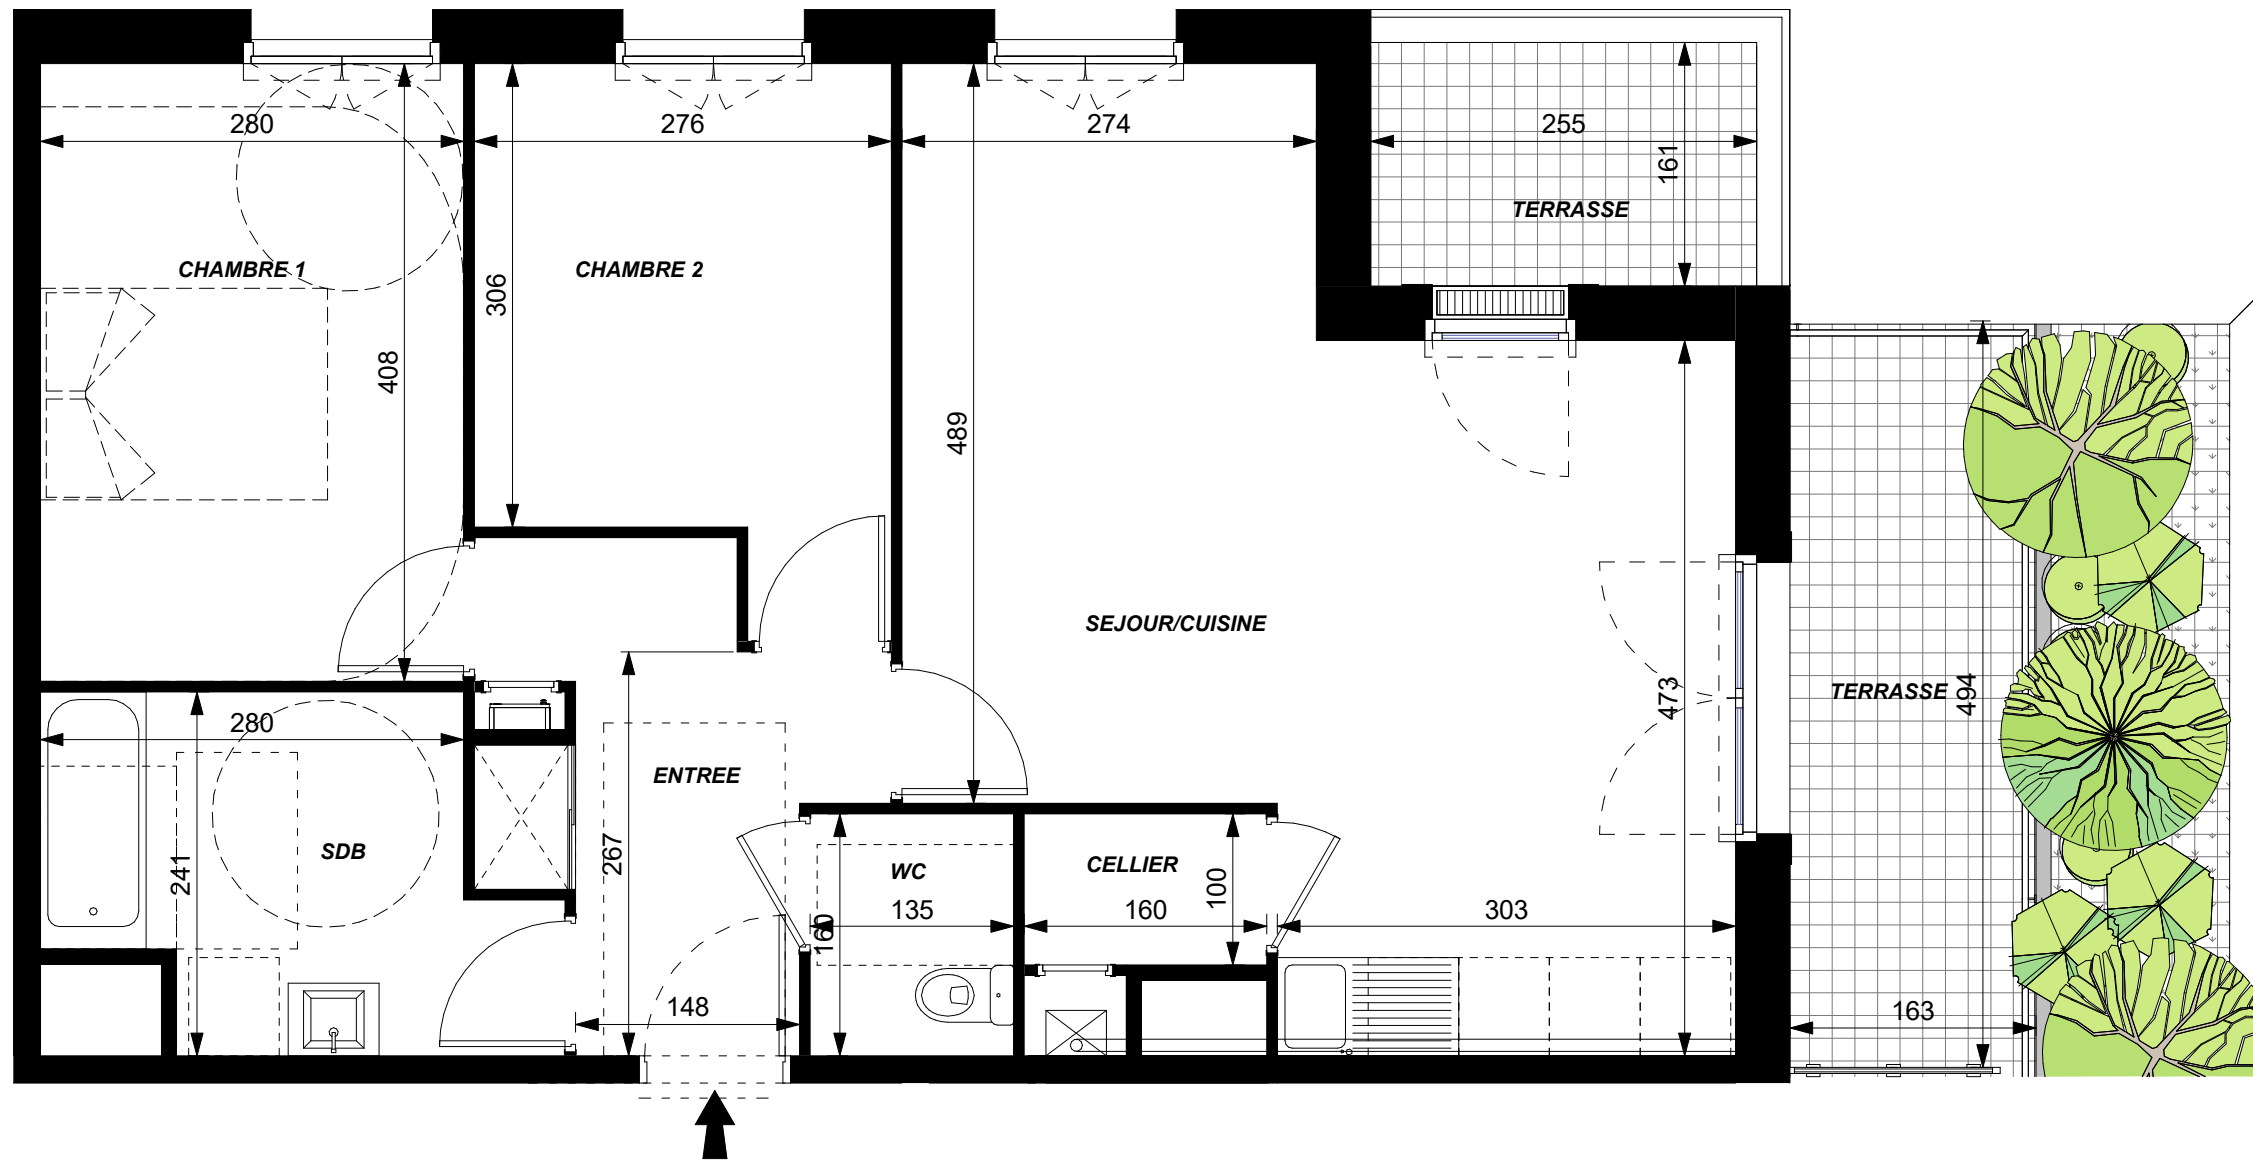 280
276
274
255
161
TERRASSE
CHAMBRE 1
CHAMBRE 2
306
408
489
SEJOUR/CUISINE
473
TERRASSE
494
280
ENTREE
SDB
241
267
WC
135
160
CELLIER
160
100
303
148
163